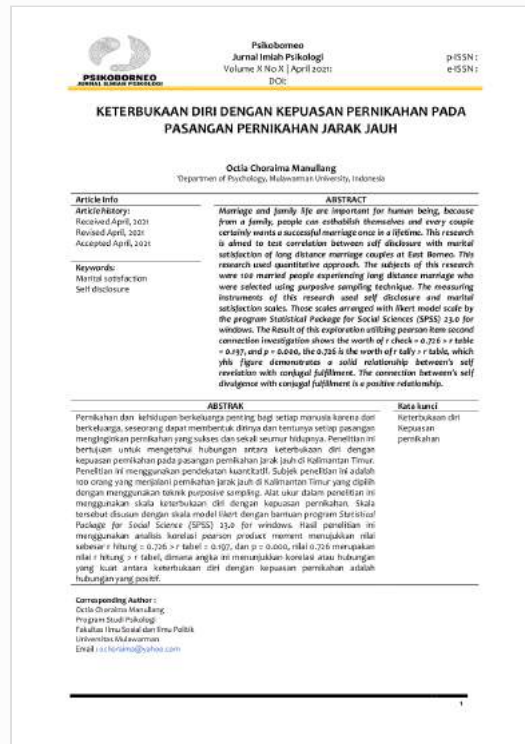 PSIKOBORNEO
JURNAL ILMIAH PSIKOLOGI
Psikoborneo
Jurnal Imiah Psikologi
Volume X No X | April 2021:
DOI:
p-ISSN :
e-ISSN :
KETERBUKAAN DIRI DENGAN KEPUASAN PERNIKAHAN PADA
PASANGAN PERNIKAHAN JARAK JAUH
Octia Choraima Manullang
1Departmen of Psychology, Mulawarman University, Indonesia
Article Info
Article history:
Received April, 2021
Revised April, 2021
Accepted April, 2021
Keywords:
Marital satisfaction
Self disclosure
ABSTRACT
Marriage and family life are important for human being, because
from a family, people can esthablish themselves and every couple
certainly wants a successful marriage once in a lifetime. This research
is aimed to test correlation between self disclosure with marital
satisfaction of long distance marriage couples at East Borneo. This
research used quantitative approach. The subjects of this research
were 100 married people experiencing long distance marriage who
were selected using purposive sampling technique. The measuring
instruments of this research used self disclosure and marital
satisfaction scales. Those scales arranged with likert model scale by
the program Statistical Package for Social Sciences (SPSS) 23.0 for
windows. The Result of this exploration utilizing pearson item second
connection investigation shows the worth of r check = 0.726 > r table
= 0.197, and p = 0.000, the 0.726 is the worth of r tally > r table, which
yhis figure demonstrates a solid relationship between's self
revelation with conjugal fulfillment. The connection between's self
divulgence with conjugal fulfillment is a positive relationship.
ABSTRAK
Pernikahan dan kehidupan berkeluarga penting bagi setiap manusia karena dari
berkeluarga, seseorang dapat membentuk dirinya dan tentunya setiap pasangan
menginginkan pernikahan yang sukses dan sekali seumur hidupnya. Penelitian ini
bertujuan untuk mengetahui hubungan antara keterbukaan diri dengan
kepuasan pernikahan pada pasangan pernikahan jarak jauh di Kalimantan Timur.
Penelitian ini menggunakan pendekatan kuantitatif. Subjek penelitian ini adalah
100 orang yang menjalani pernikahan jarak jauh di Kalimantan Timur yang dipilih
dengan menggunakan teknik purposive sampling. Alat ukur dalam penelitian ini
menggunakan skala keterbukaan diri dengan kepuasan pernikahan. Skala
tersebut disusun dengan skala model likert dengan bantuan program Statistical
Package for Social Science (SPSS) 23.0 for windows. Hasil penelitian ini
menggunakan analisis korelasi pearson product moment menunjukkan nilai
sebesar r hitung = 0.726 > r tabel = 0.197, dan p = 0.000, nilai 0.726 merupakan
nilai r hitung > r tabel, dimana angka ini menunjukkan korelasi atau hubungan
yang kuat antara keterbukaan diri dengan kepuasan pernikahan adalah
hubungan yang positif.
Kata kunci
Keterbukaan diri
Kepuasan
pernikahan
Corresponding Author :
Octia Choraima Manullang
Program Studi Psikologi
Fakultas Ilmu Sosial dan Ilmu Politik
Universitas Mulawarman
Email : ochoraima@yahoo.com
1